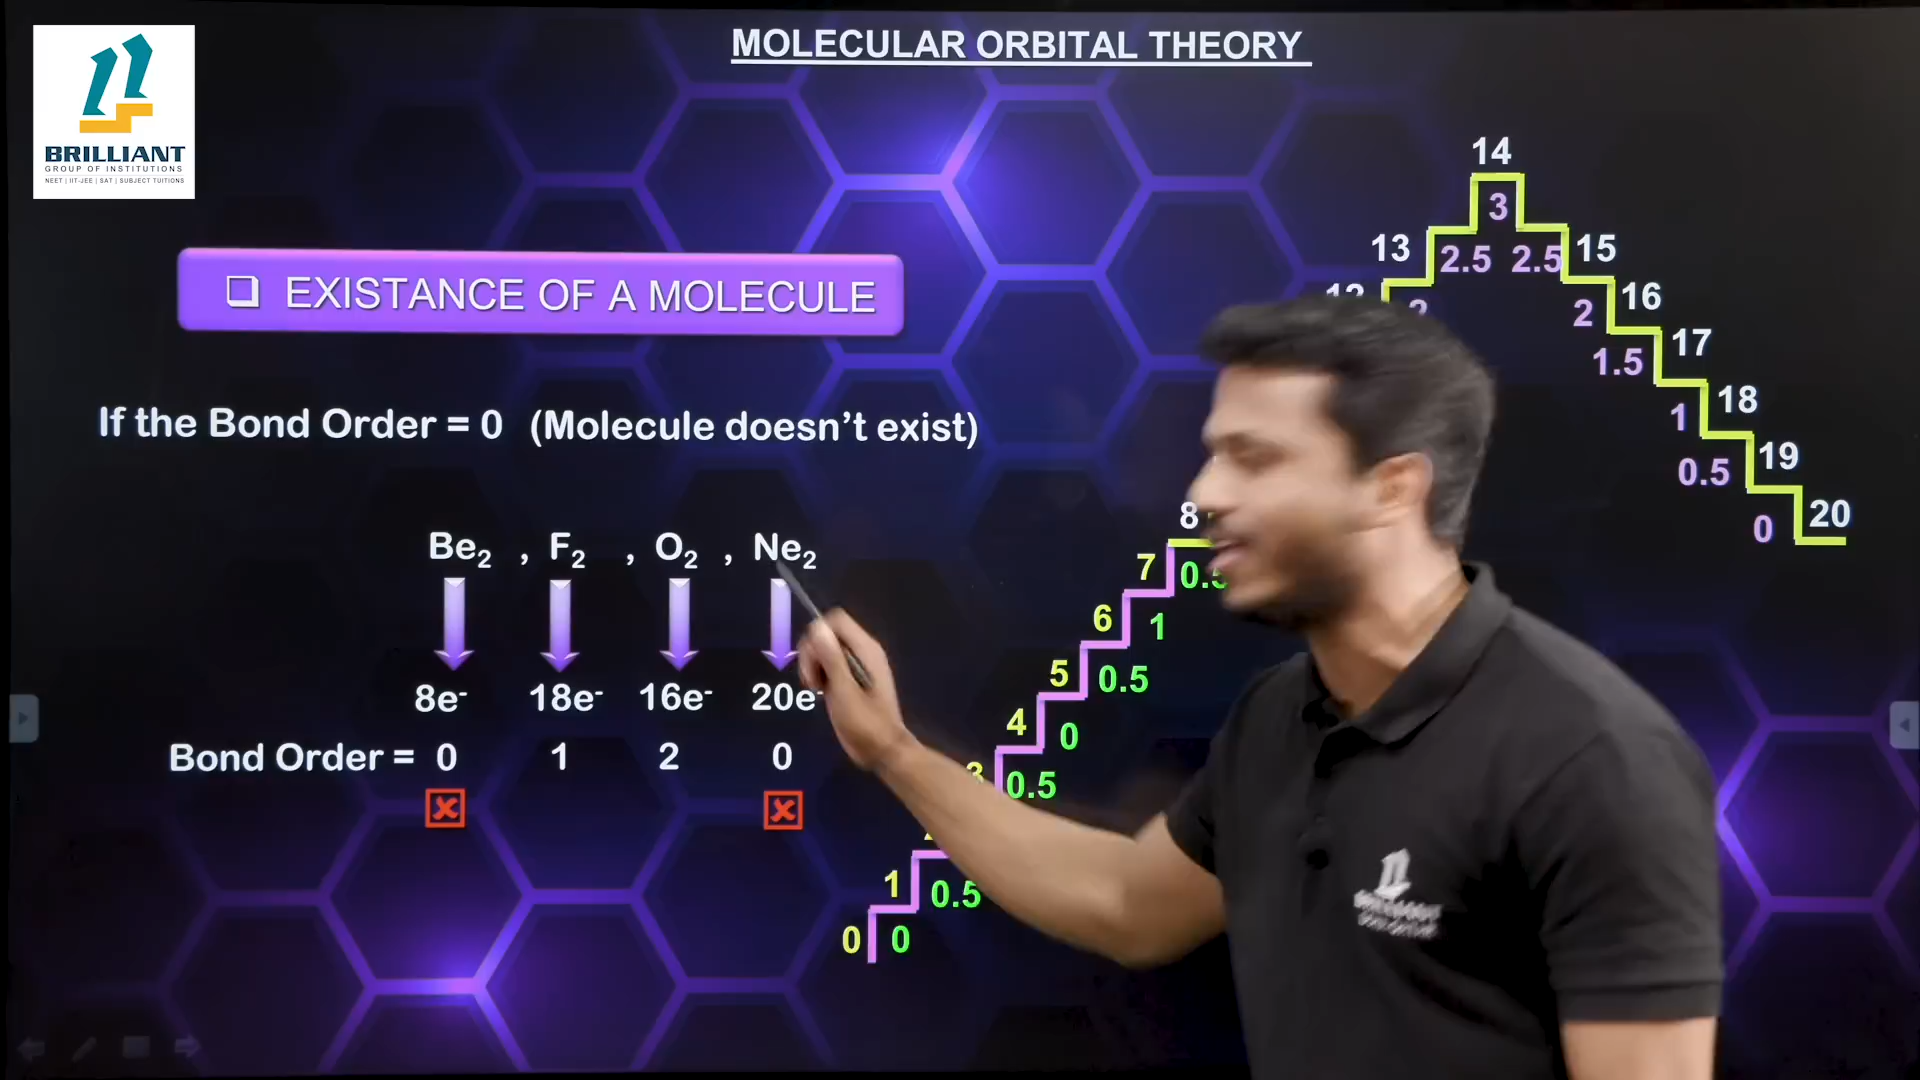 MOLECULAR ORBITAL THEORY
BRILLIANT
GROUP OF INSTITUTIONS
NEET | IIT-JEE | SAT | SUBJECT TUITIONS
❑ EXISTANCE OF A MOLECULE
If the Bond Order = 0 (Molecule doesn’t exist)
Be₂ , F₂ , O₂ , Ne₂
8e⁻ 18e⁻ 16e⁻ 20e⁻
Bond Order = 0 1 2 0
14
3
13 2.5 2.5 15
2 16
1.5 17
1 18
0.5 19
0 20
8
7
6 1
5 0.5
4 0
0.5
1 0.5
0 0